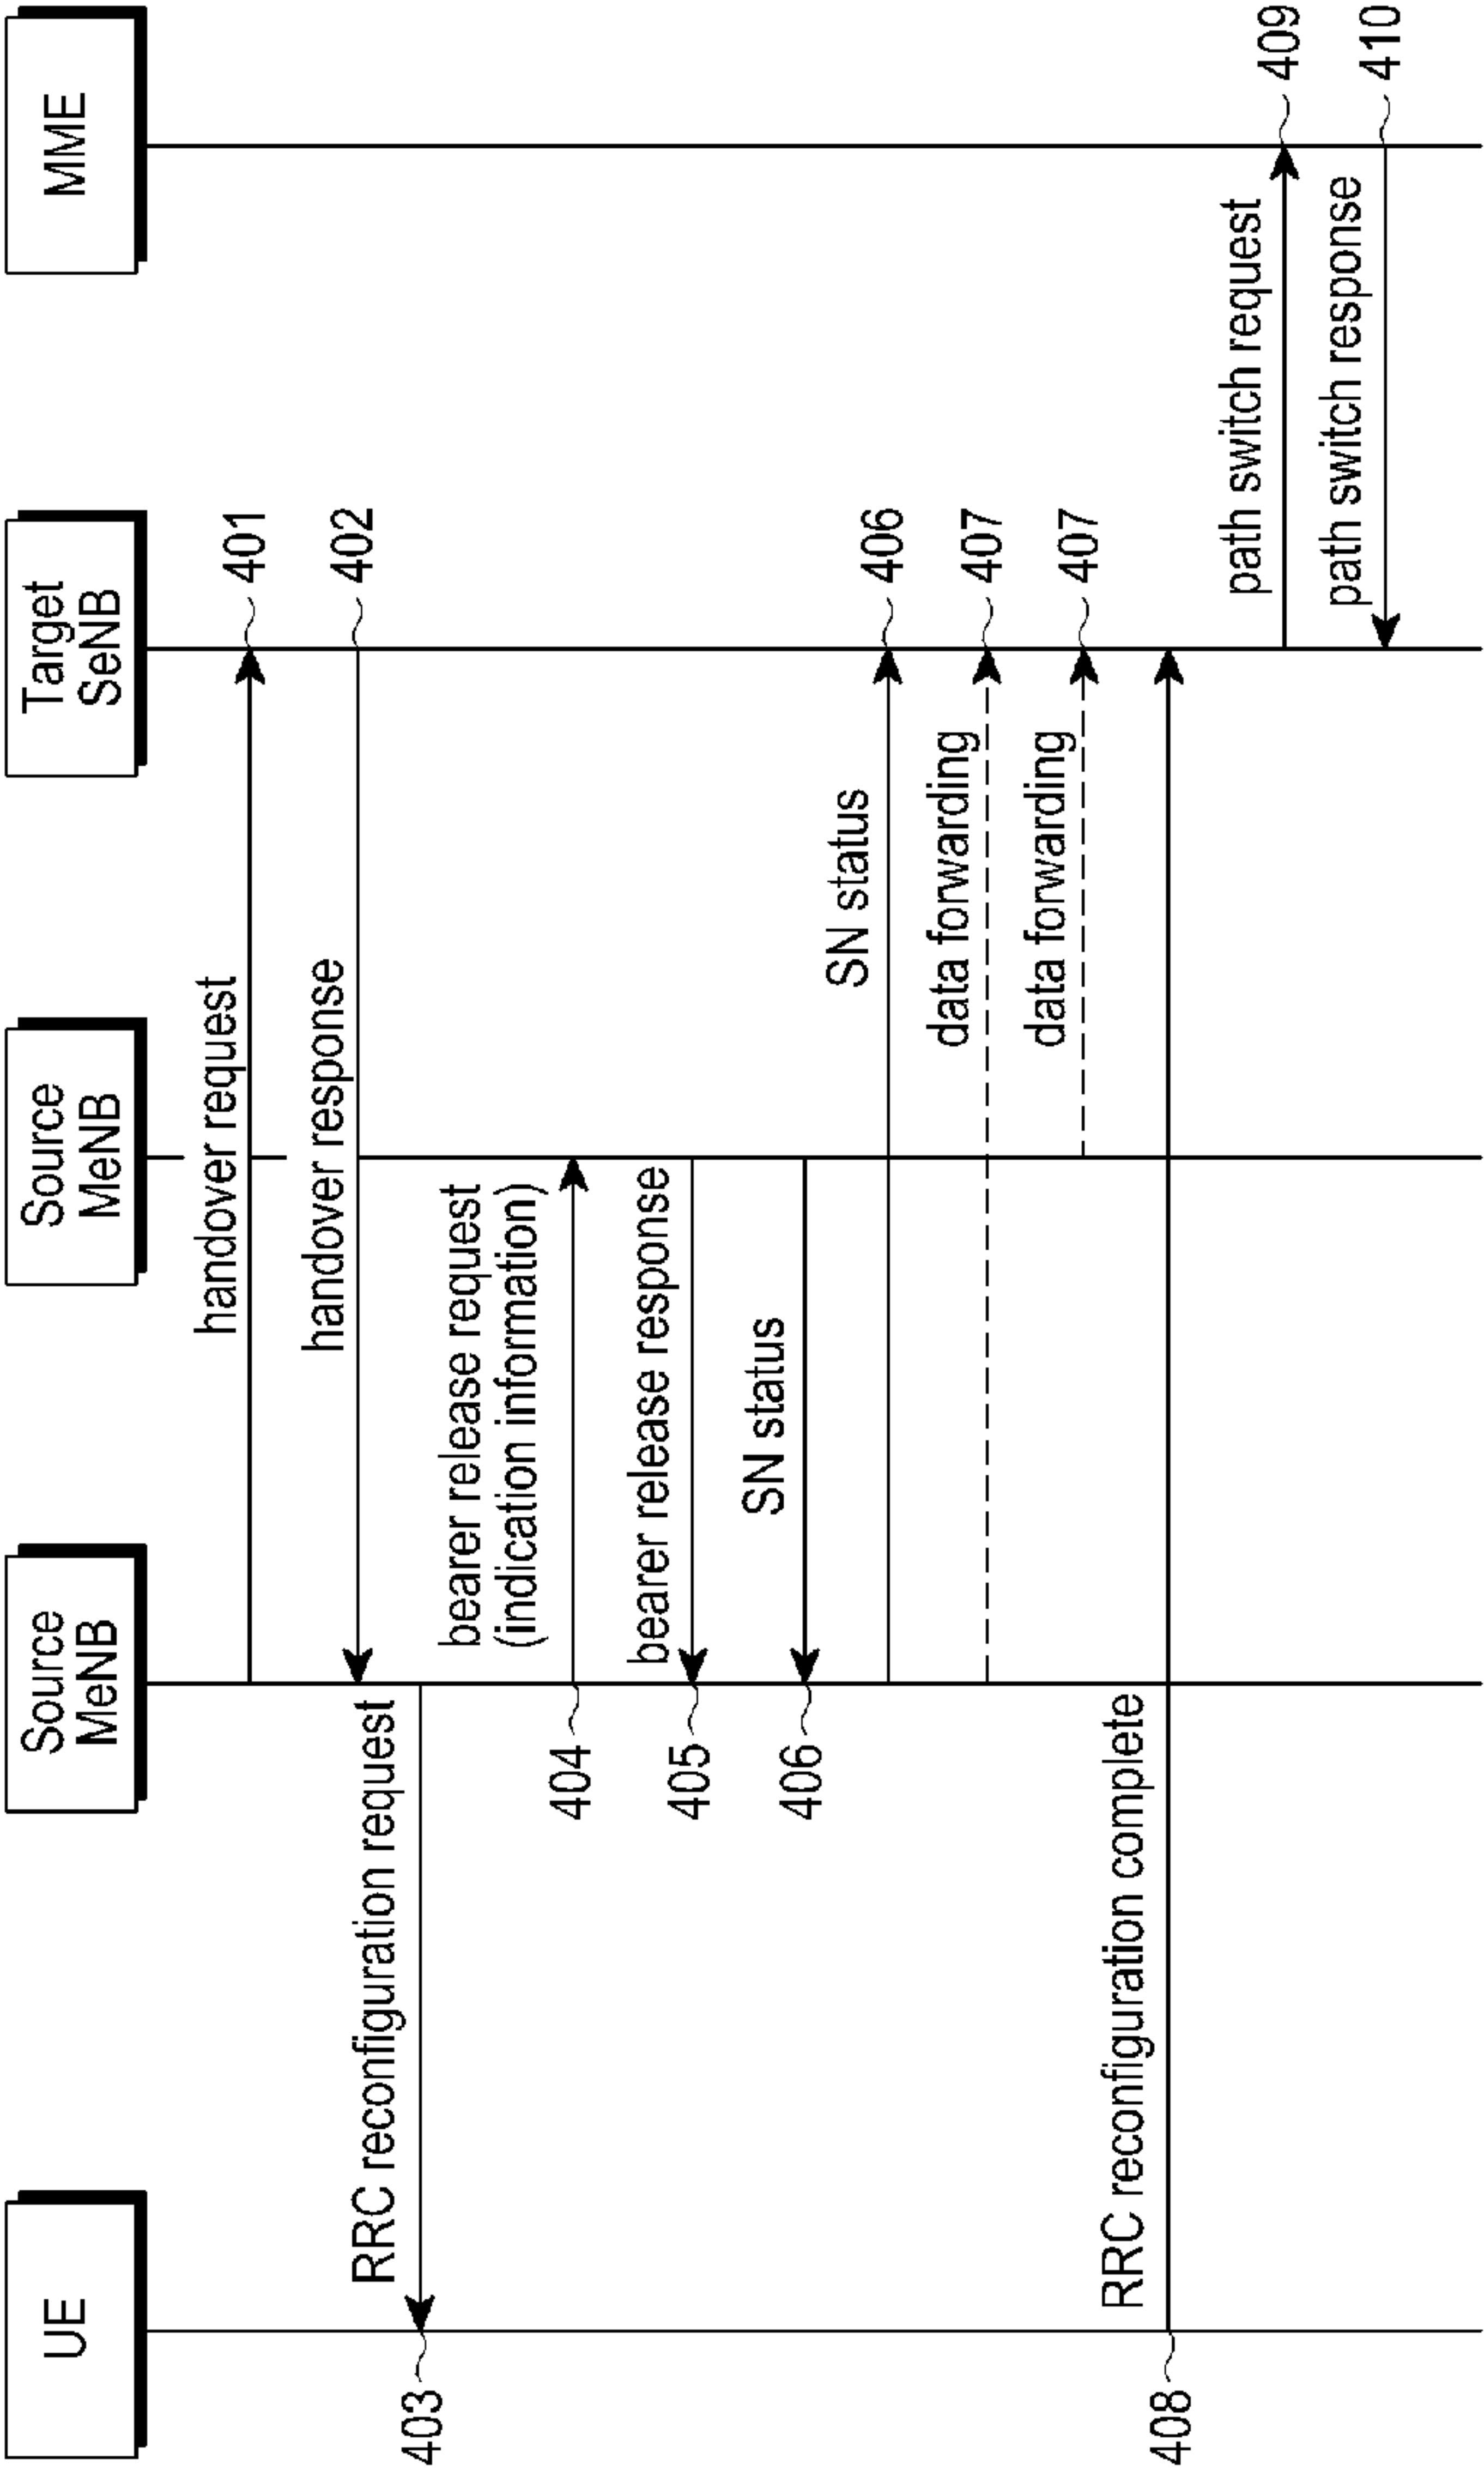 UE
Source
MeNB
Source
MeNB
Target
SeNB
MME
handover request
401
handover response
402
RRC reconfiguration request
403
bearer release request
(indication information)
404
bearer release response
405
SN status
406
SN status
406
data forwarding
407
data forwarding
407
RRC reconfiguration complete
408
path switch request
409
path switch response
410